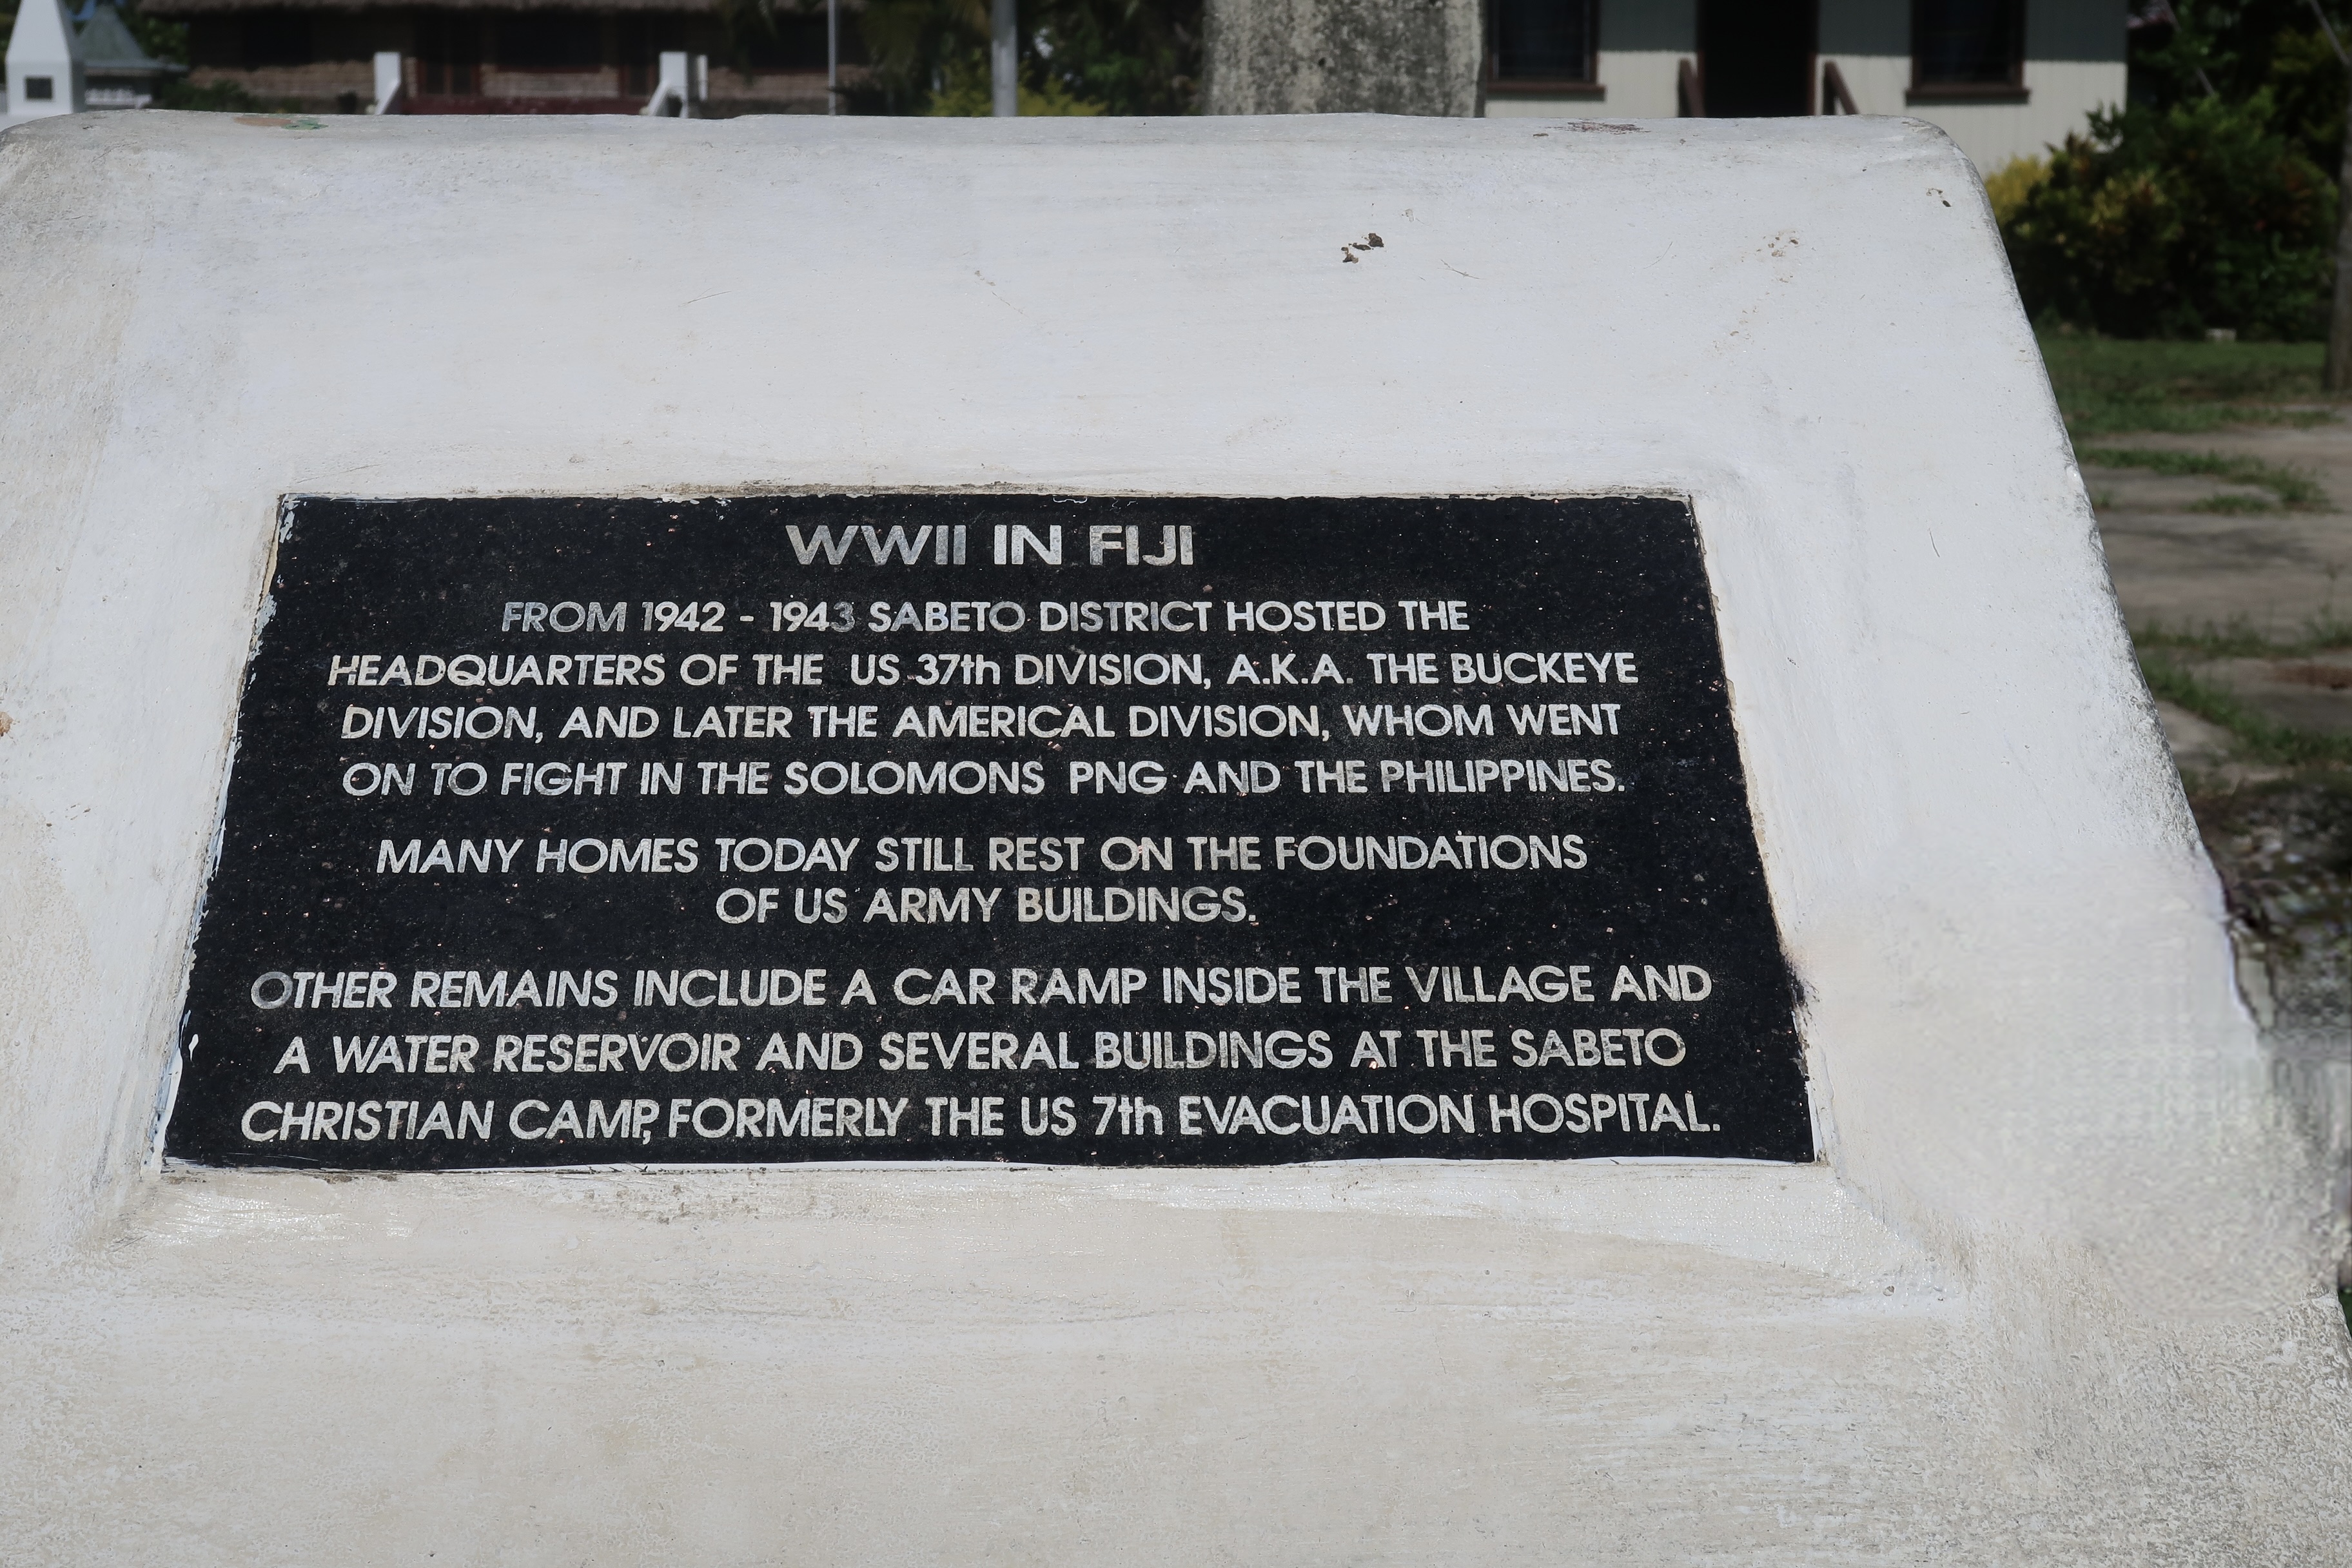 WWII IN FIJI
FROM 1942 - 1943 SABETO DISTRICT HOSTED THE
HEADQUARTERS OF THE US 37th DIVISION, A.K.A. THE BUCKEYE
DIVISION, AND LATER THE AMERICAL DIVISION, WHOM WENT
ON TO FIGHT IN THE SOLOMONS PNG AND THE PHILIPPINES.
MANY HOMES TODAY STILL REST ON THE FOUNDATIONS
OF US ARMY BUILDINGS.
OTHER REMAINS INCLUDE A CAR RAMP INSIDE THE VILLAGE AND
A WATER RESERVOIR AND SEVERAL BUILDINGS AT THE SABETO
CHRISTIAN CAMP, FORMERLY THE US 7th EVACUATION HOSPITAL.